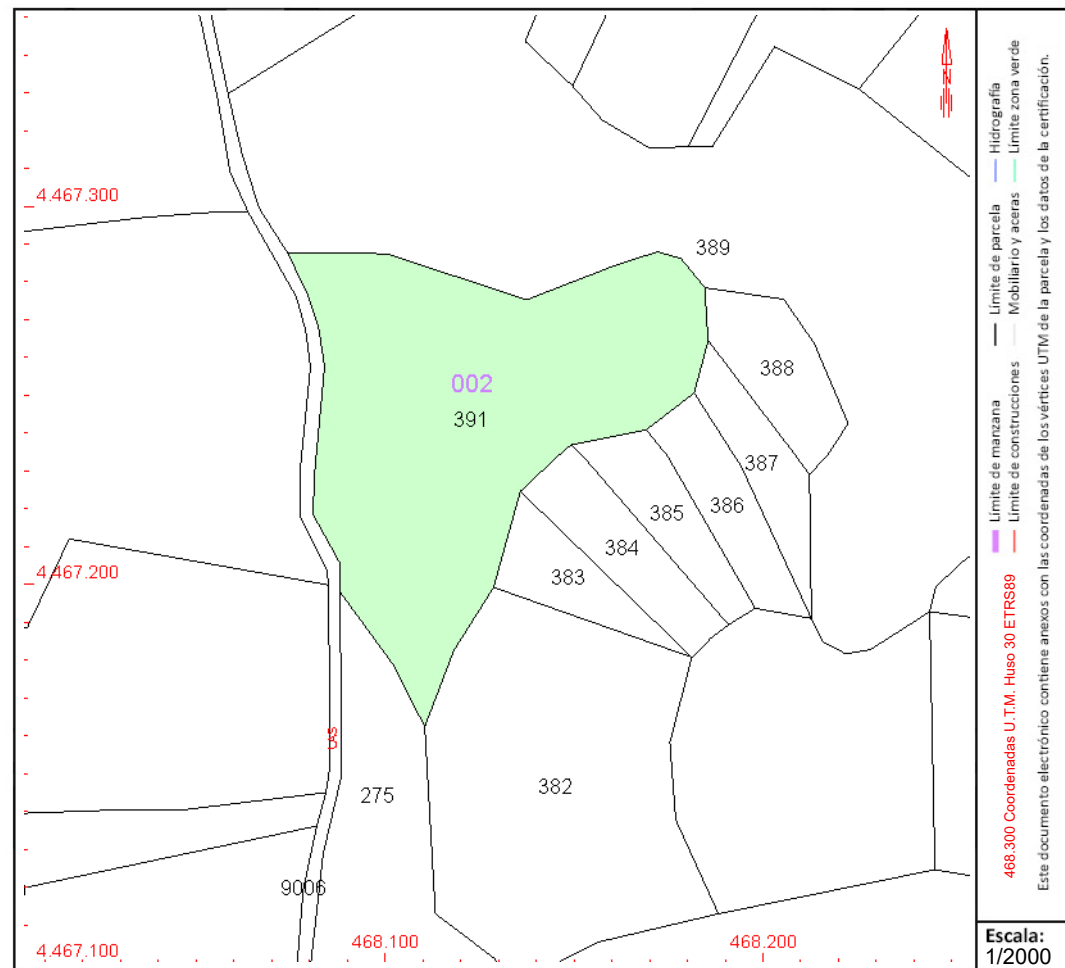 4.467.300
389
388
002
391
387
386
385
384
383
4.467.200
LAS
275
382
9006
4.467.100
468.100
468.200
468.300 Coordenadas U.T.M. Huso 30 ETRS89
Límite de manzana
Límite de construcciones
Límite de parcela
Mobiliario y aceras
Hidrografía
Límite zona verde
Este documento electrónico contiene anexos con las coordenadas de los vértices UTM de la parcela y los datos de la certificación.
N
Escala:
1/2000